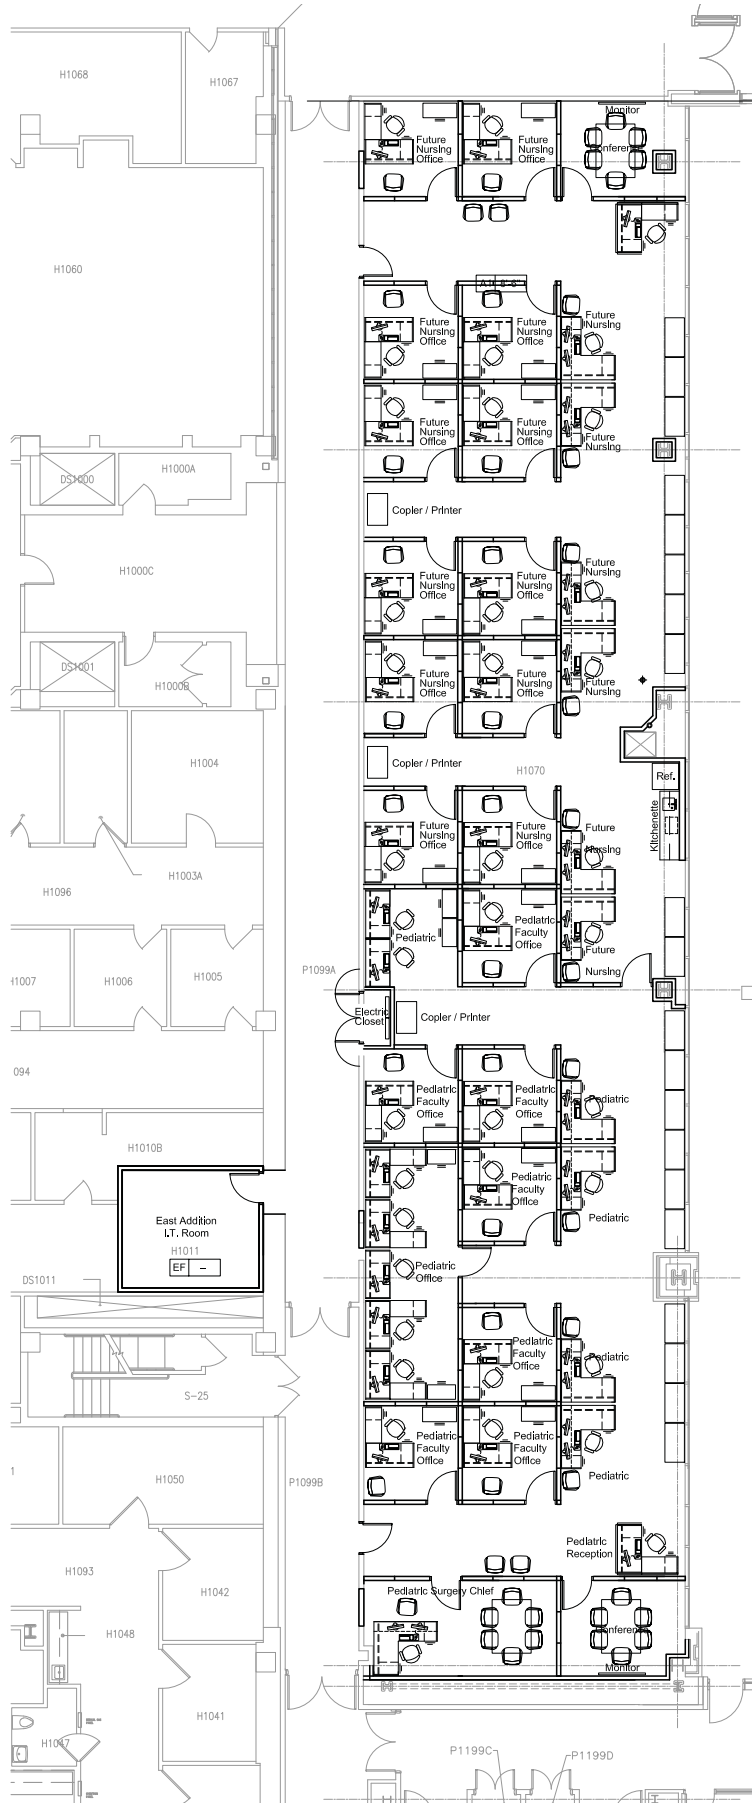 H1068
H1067
Monitor
Future
Nursing
Office
Future
Nursing
Office
Conference
H1060
Future
Nursing
Office
Future
Nursing
Office
Future
Nursing
Future
Nursing
Office
Future
Nursing
Office
Future
Nursing
H1000A
DS1000
Copier / Printer
H1000C
Future
Nursing
Office
Future
Nursing
Office
Future
Nursing
DS1001
H1000B
Future
Nursing
Office
Future
Nursing
Office
Future
Nursing
H1004
Copier / Printer
H1070
Ref.
Kitchenette
Future
Nursing
Office
Future
Nursing
Office
Future
Nursing
H1003A
H1096
Pediatric
Pediatric
Faculty
Office
Future
Nursing
P1099A
H1007
H1006
H1005
Electric
Closet
Copier / Printer
094
Pediatric
Faculty
Office
Pediatric
Faculty
Office
Pediatric
H1010B
Pediatric
Faculty
Office
Pediatric
East Addition
I.T. Room
H1011
EF –
DS1011
Pediatric
Office
Pediatric
Faculty
Office
Pediatric
S-25
Pediatric
Faculty
Office
Pediatric
H1050
P1099B
Pediatric
Reception
H1093
H1042
Pediatric Surgery Chief
H1048
Conference
Monitor
H1041
H1047
P1199C
P1199D